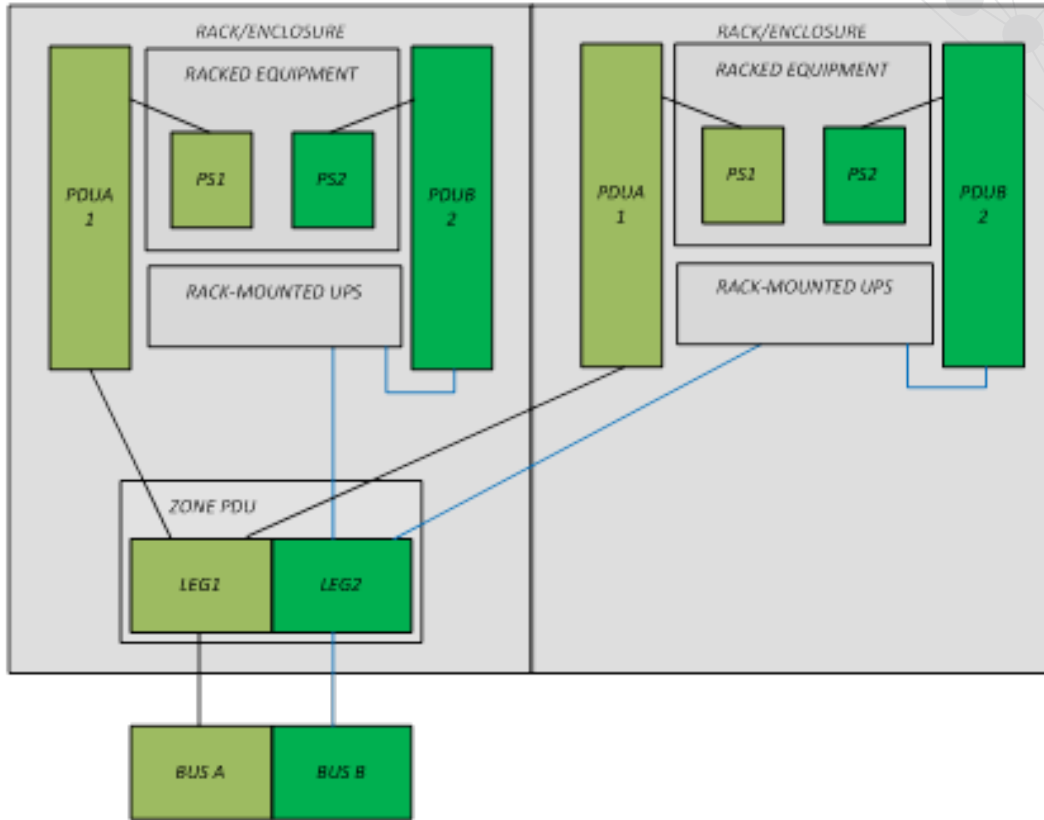 RACK/ENCLOSURE
RACKED EQUIPMENT
PS1
PS2
PDUA
1
PDUB
2
RACK-MOUNTED UPS
RACK/ENCLOSURE
RACKED EQUIPMENT
PS1
PS2
PDUA
1
PDUB
2
RACK-MOUNTED UPS
ZONE PDU
LEG1
LEG2
BUS A
BUS B